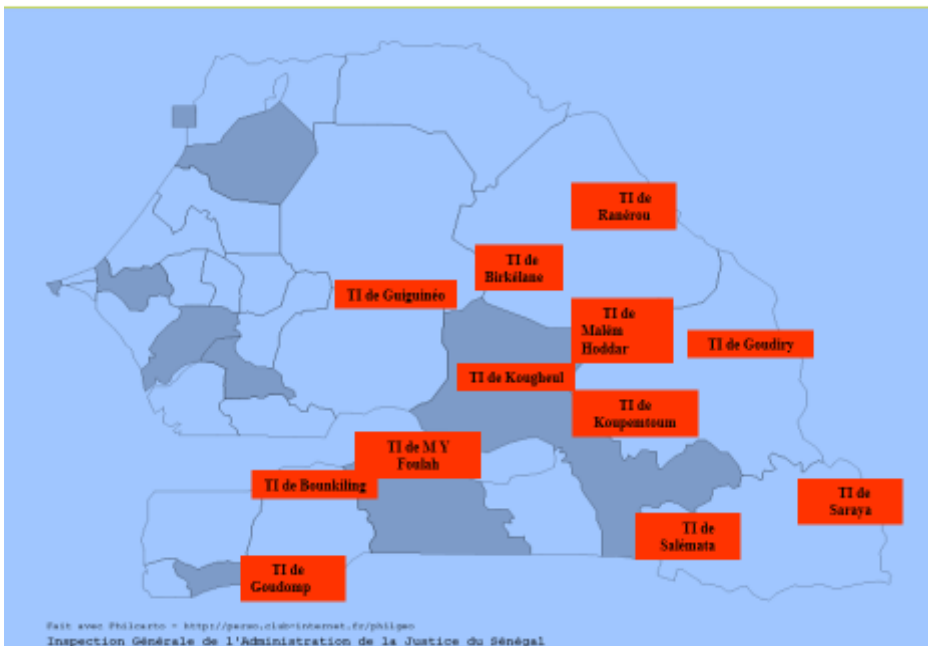 TI de
Ranérou
TI de
Birkélane
TI de Guiguinéo
TI de
Malèm
Hoddar
TI de Goudiry
TI de Kougheul
TI de
Koupemtoum
TI de M Y
Foulah
TI de Bounkiling
TI de
Saraya
TI de
Salémata
TI de
Goudomp
Fait avec Philcarto - http://perso.club-internet.fr/philgeo
Inspection Générale de l'Administration de la Justice du Sénégal